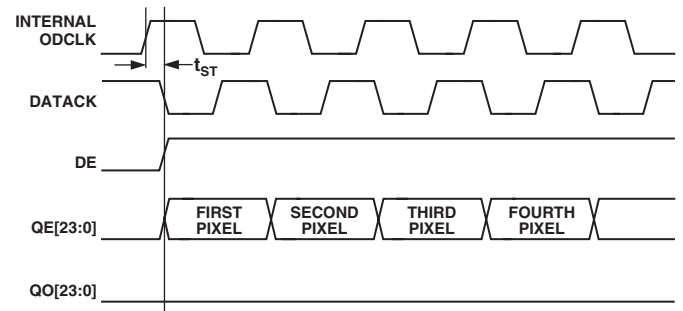 INTERNAL
ODCLK
tST
DATACK
DE
QE[23:0]
FIRST PIXEL
SECOND PIXEL
THIRD PIXEL
FOURTH PIXEL
QO[23:0]